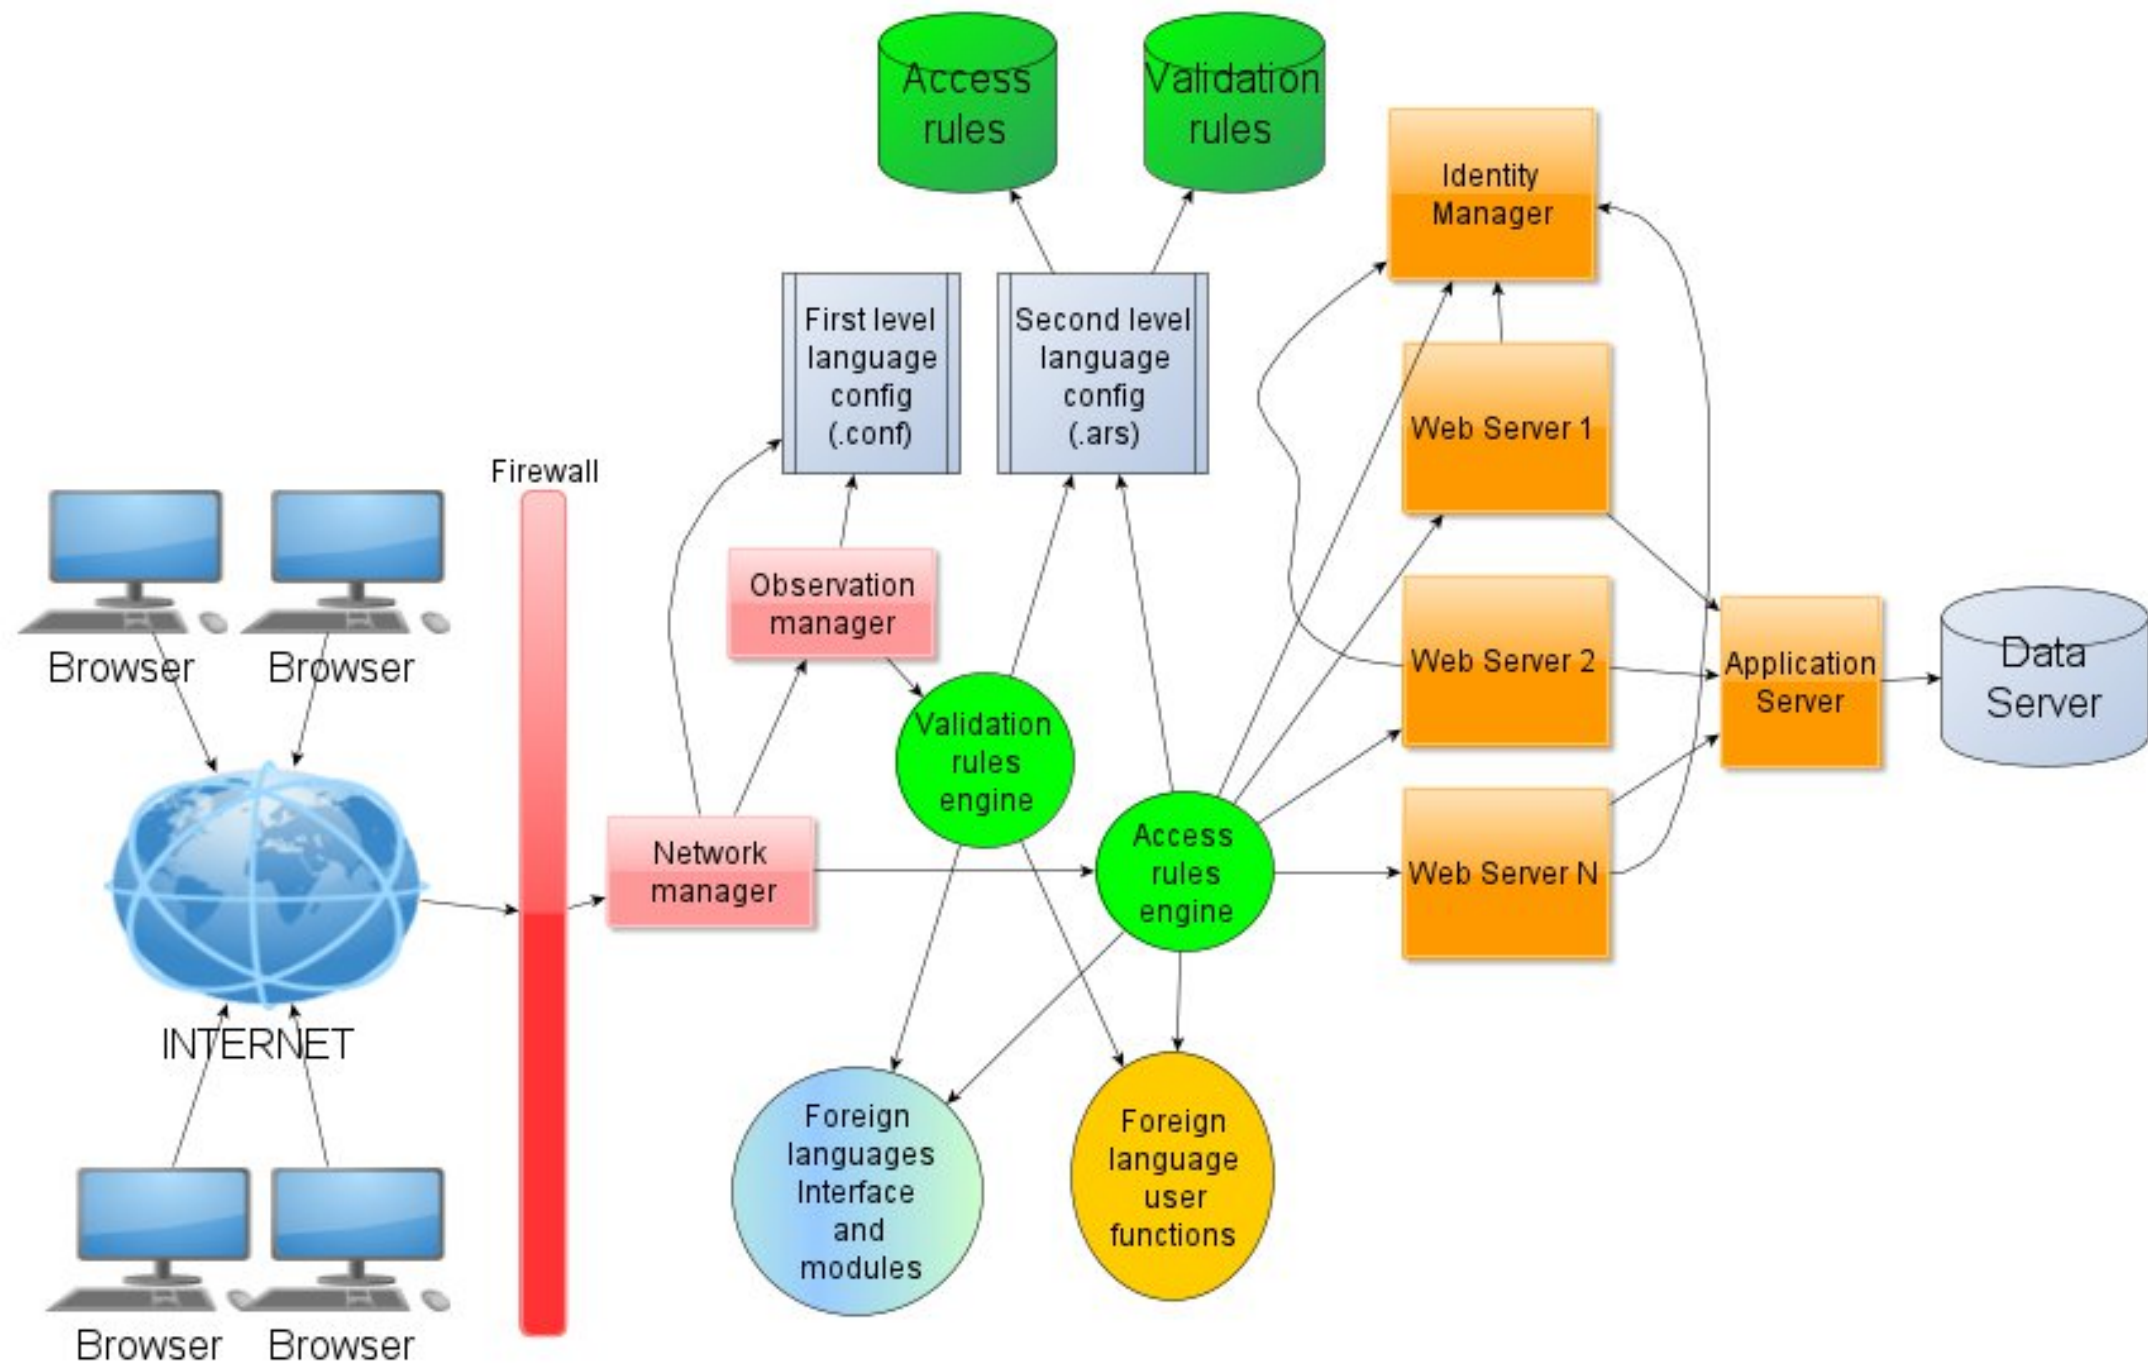 Access
rules
Validation
rules
Identity
Manager
First level
language
config
(.conf)
Second level
language
config
(.ars)
Web Server 1
Firewall
Browser
Browser
Observation
manager
Web Server 2
Application
Server
Data
Server
Validation
rules
engine
Network
manager
Access
rules
engine
Web Server N
INTERNET
Foreign
languages
Interface
and
modules
Foreign
language
user
functions
Browser
Browser